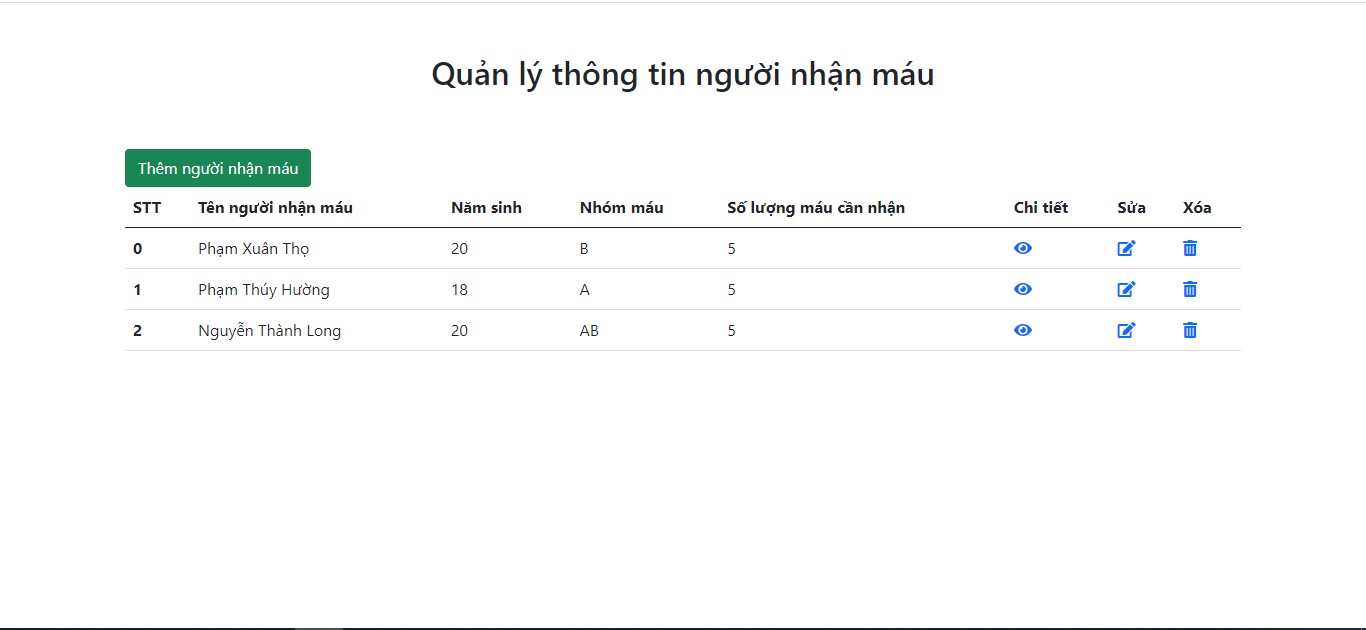 Quản lý thông tin người nhận máu
Thêm người nhận máu
STT Tên người nhận máu Năm sinh Nhóm máu Số lượng máu cần nhận Chi tiết Sửa Xóa
0 Phạm Xuân Thọ 20 B 5
1 Phạm Thúy Hường 18 A 5
2 Nguyễn Thành Long 20 AB 5